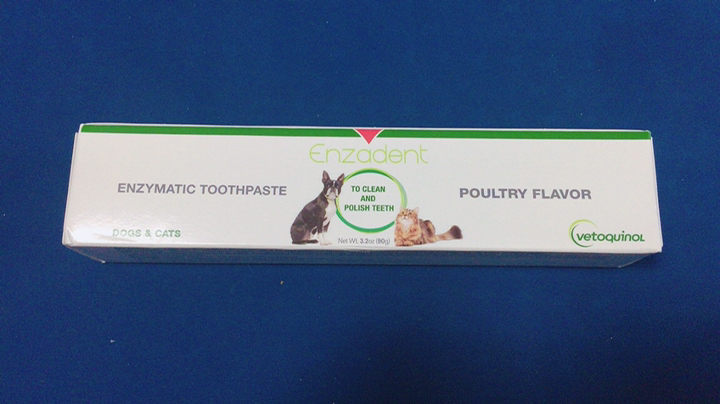 Enzadent
ENZYMATIC TOOTHPASTE
TO CLEAN
AND
POLISH TEETH
POULTRY FLAVOR
DOGS & CATS
Net Wt. 3.2oz (90g)
vetoquinol